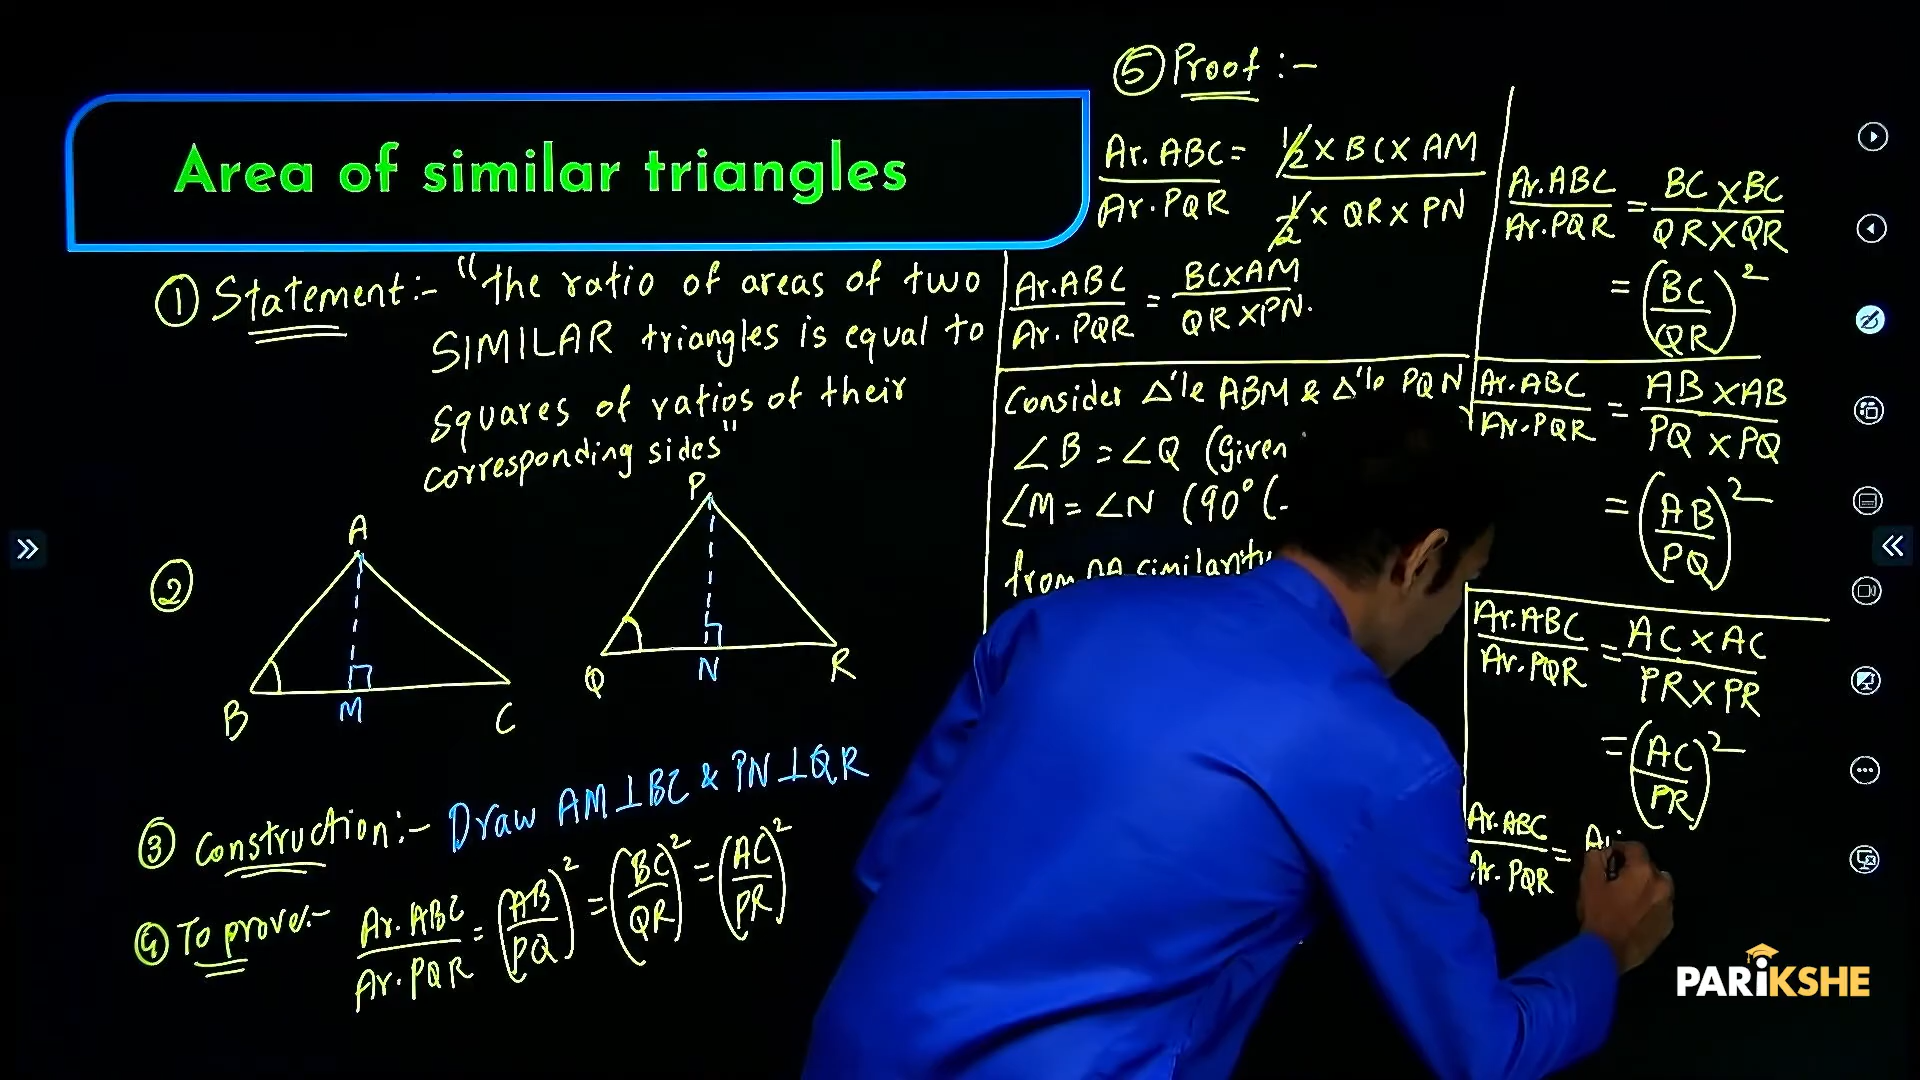 Area of similar triangles
① Statement:- "the ratio of areas of two
SIMILAR triangles is equal to
squares of ratios of their
corresponding sides"
②
A
B
M
C
P
Q
N
R
③ Construction:- Draw AM⊥BC & PN⊥QR
④ To prove:- Ar.ABC/Ar.PQR = (AB/PQ)² = (BC/QR)² = (AC/PR)²
⑤ Proof :-
Ar.ABC/Ar.PQR = 1/2 × BC × AM / 1/2 × QR × PN
Ar.ABC/Ar.PQR = BC×AM/QR×PN.
Consider Δ'le ABM & Δ'le PQN
∠B = ∠Q (Given
∠M = ∠N (90° (
from AA similarity
Ar.ABC/Ar.PQR = BC × BC/QR × QR
= (BC/QR)²
Ar.ABC/Ar.PQR = AB × AB/PQ × PQ
= (AB/PQ)²
Ar.ABC/Ar.PQR = AC × AC/PR × PR
= (AC/PR)²
Ar.ABC/Ar.PQR = A
PARiKSHE